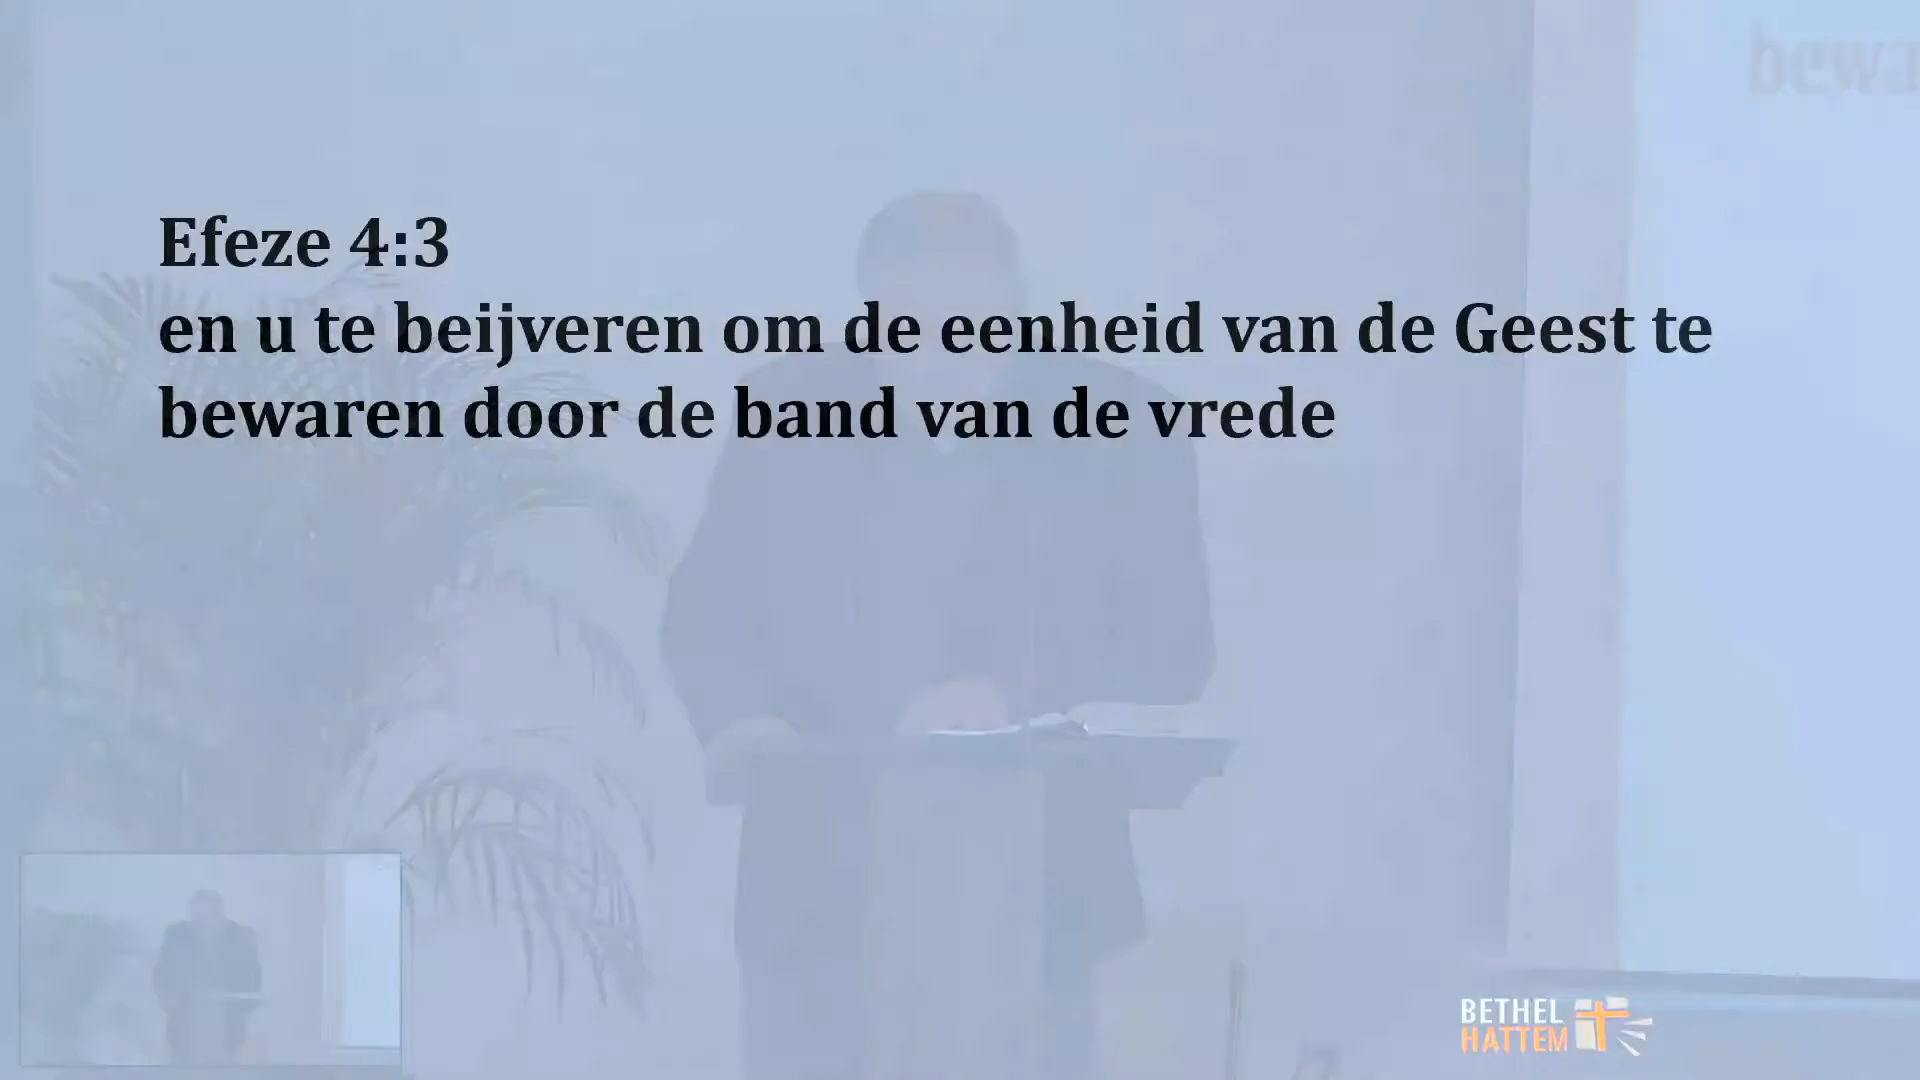 bewa
Efeze 4:3
en u te beijveren om de eenheid van de Geest te
bewaren door de band van de vrede
BETHEL
HATTEM